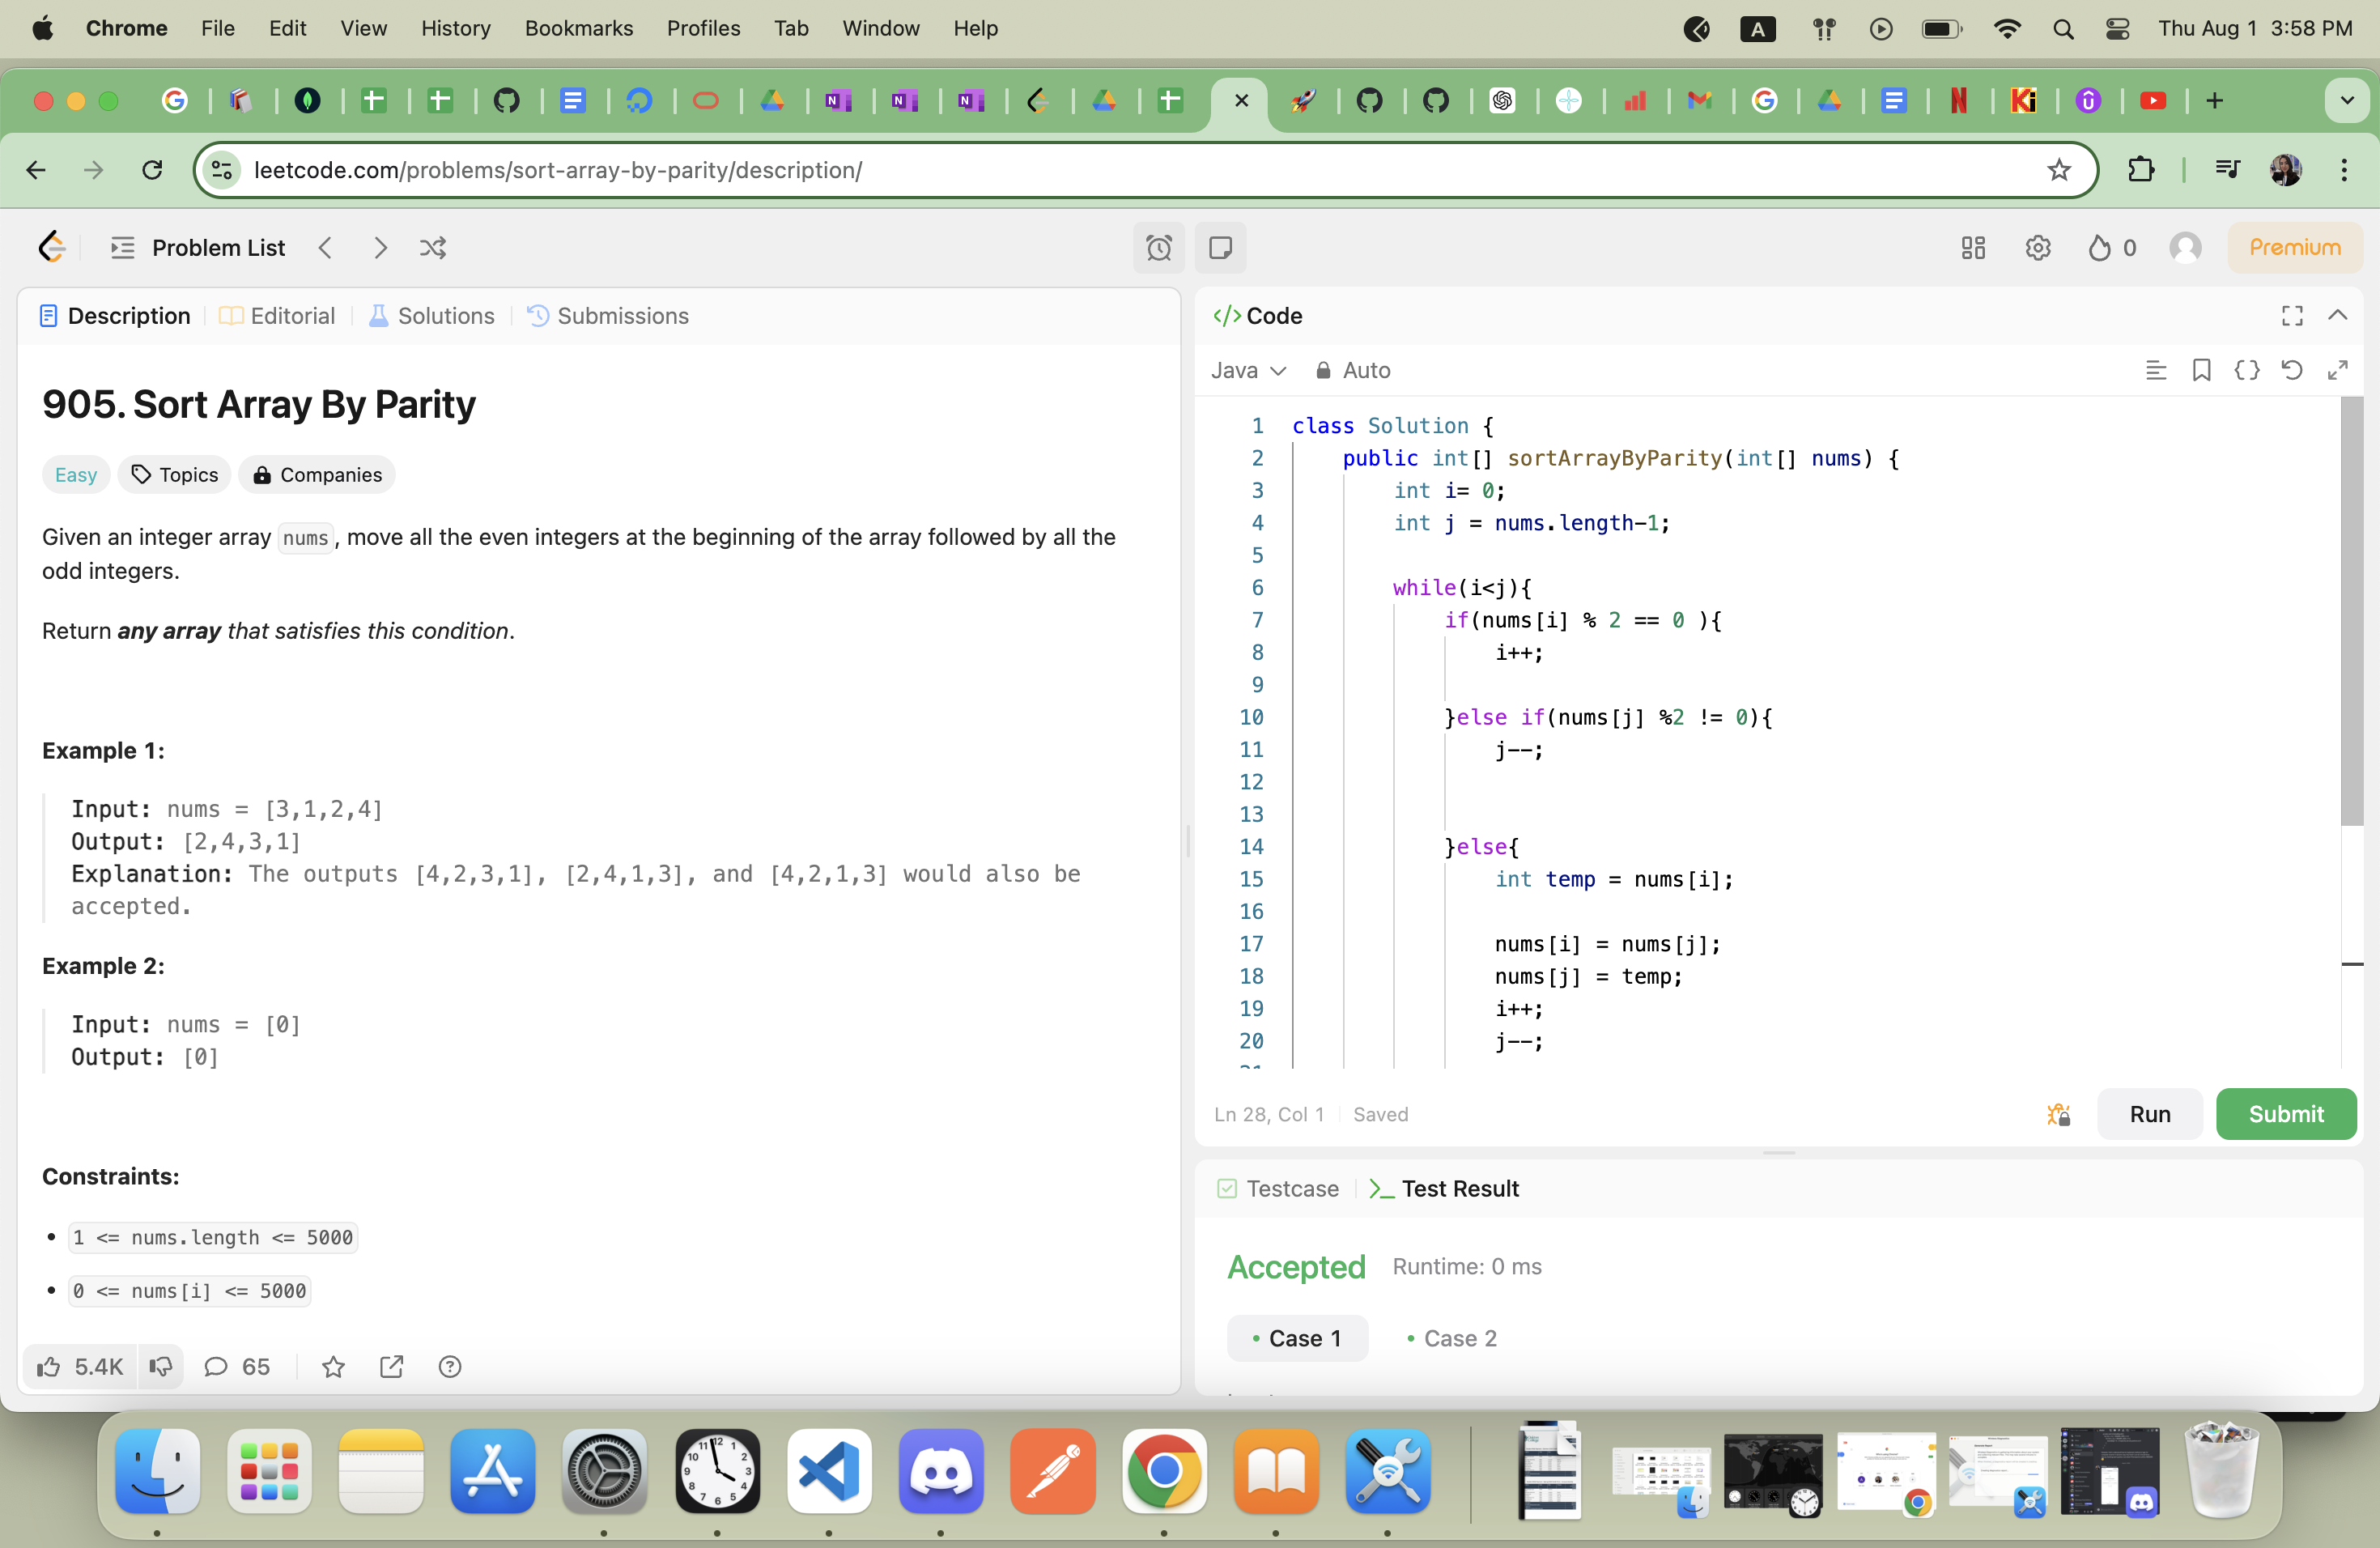 Chrome File Edit View History Bookmarks Profiles Tab Window Help A Thu Aug 1 3:58 PM
leetcode.com/problems/sort-array-by-parity/description/
Problem List 0 Premium
Description Editorial Solutions Submissions
905. Sort Array By Parity
Easy Topics Companies
Given an integer array nums, move all the even integers at the beginning of the array followed by all the
odd integers.
Return any array that satisfies this condition.
Example 1:
Input: nums = [3,1,2,4]
Output: [2,4,3,1]
Explanation: The outputs [4,2,3,1], [2,4,1,3], and [4,2,1,3] would also be
accepted.
Example 2:
Input: nums = [0]
Output: [0]
Constraints:
1 <= nums.length <= 5000
0 <= nums[i] <= 5000
5.4K 65
Code
Java Auto
1 class Solution {
2 public int[] sortArrayByParity(int[] nums) {
3 int i= 0;
4 int j = nums.length-1;
5
6 while(i<j){
7 if(nums[i] % 2 == 0 ){
8 i++;
9
10 }else if(nums[j] %2 != 0){
11 j--;
12
13
14 }else{
15 int temp = nums[i];
16
17 nums[i] = nums[j];
18 nums[j] = temp;
19 i++;
20 j--;
Ln 28, Col 1 Saved
Run Submit
Testcase Test Result
Accepted Runtime: 0 ms
Case 1 Case 2